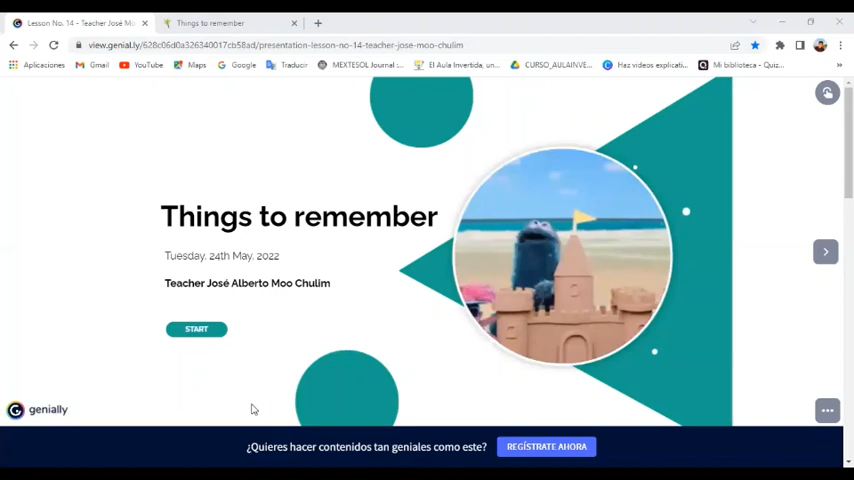 Lesson No. 14 - Teacher José Mo
Things to remember
view.genial.ly/628c06d0a326340017cb58ad/presentation-lesson-no-14-teacher-jose-moo-chulim
Aplicaciones
Gmail
YouTube
Maps
Google
Traducir
MEXTESOL Journal :...
El Aula Invertida, un...
CURSO_AULAINVE...
Haz videos explicati...
Mi biblioteca - Quiz...
Things to remember
Tuesday, 24th May, 2022
Teacher José Alberto Moo Chulim
START
genially
¿Quieres hacer contenidos tan geniales como este?
REGÍSTRATE AHORA